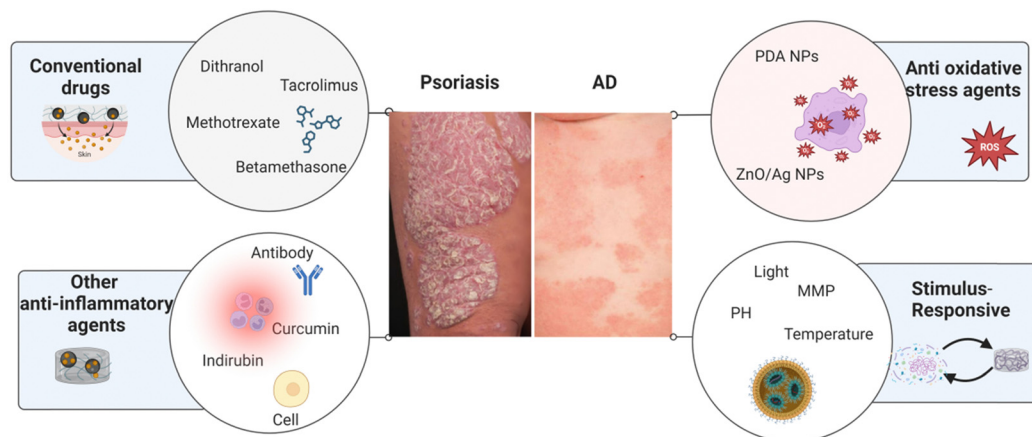 Conventional
drugs
Skin
Dithranol
Tacrolimus
Methotrexate
Betamethasone
Psoriasis
AD
PDA NPs
ZnO/Ag NPs
Anti oxidative
stress agents
ROS
Other
anti-inflammatory
agents
Antibody
Curcumin
Indirubin
Cell
Light
MMP
PH
Temperature
Stimulus-
Responsive